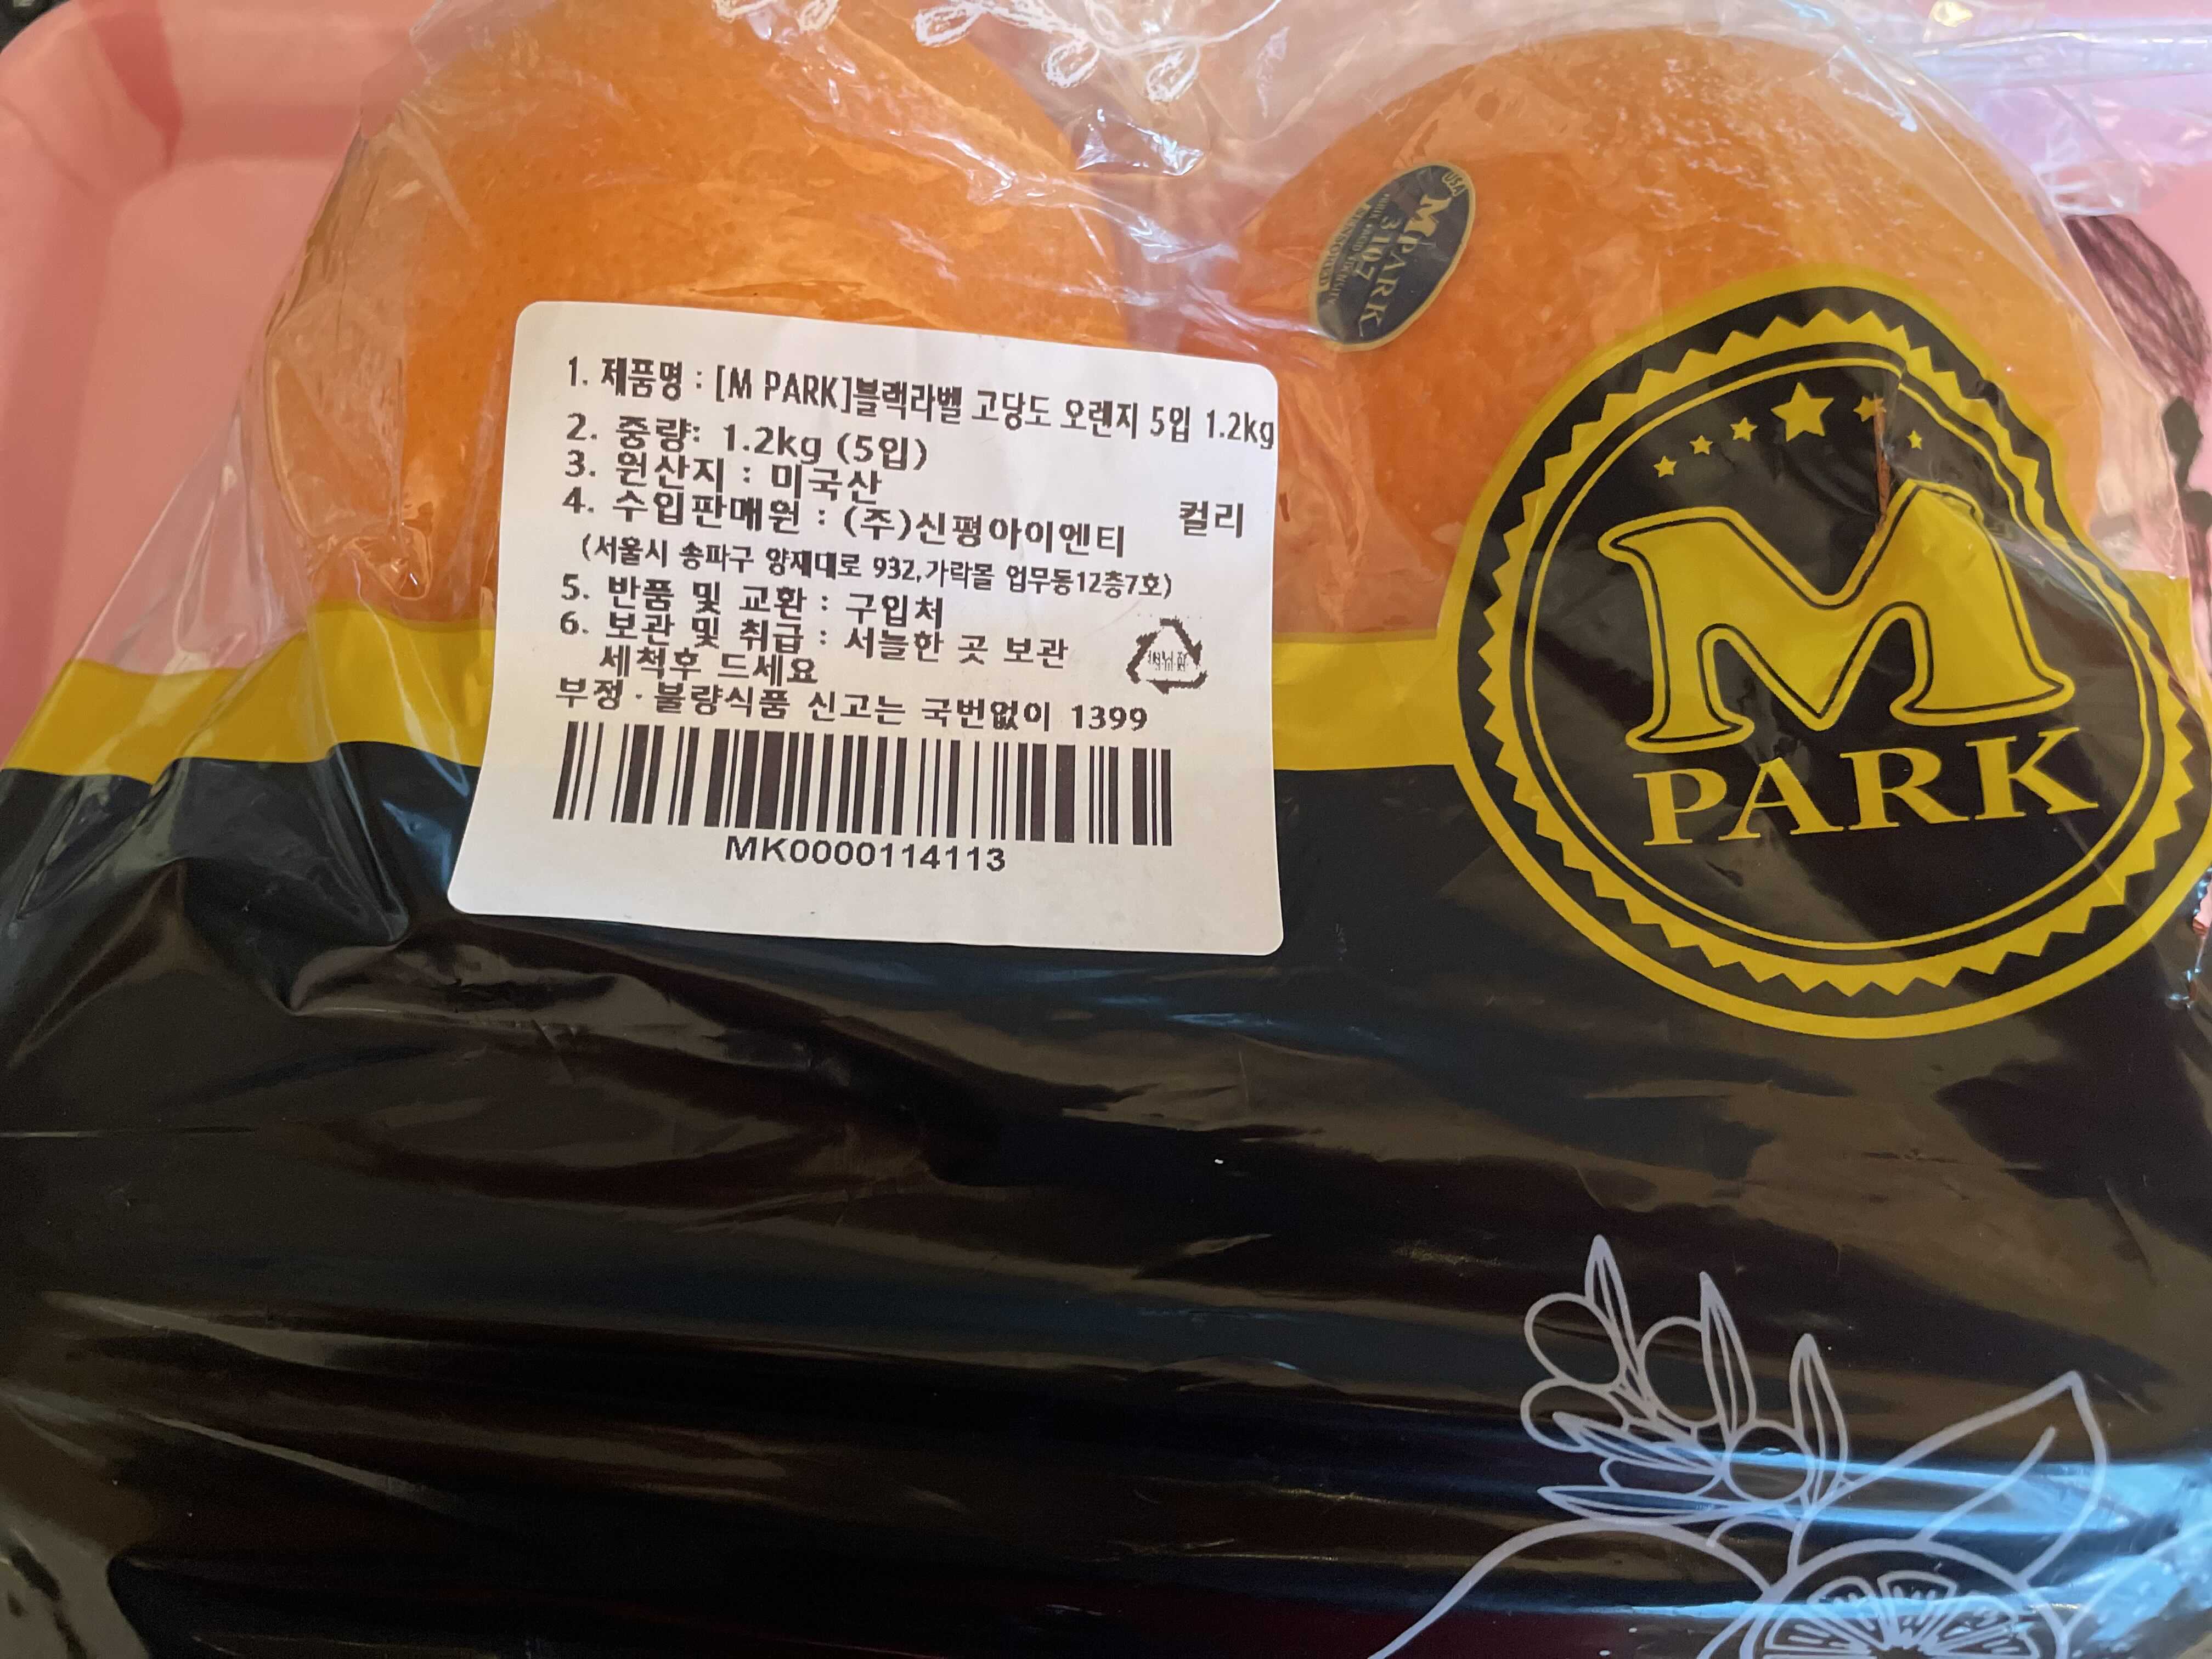 1. 제품명 : [M PARK]블랙라벨 고당도 오렌지 5입 1.2kg
2. 중량: 1.2kg (5입)
3. 원산지 : 미국산
4. 수입판매원 : (주)신평아이엔티
컬리
(서울시 송파구 양재대로 932,가락몰 업무동12층7호)
5. 반품 및 교환 : 구입처
6. 보관 및 취급 : 서늘한 곳 보관
세척후 드세요
부정·불량식품 신고는 국번없이 1399
MK0000114113
USA
MPARK
3107
M
PARK